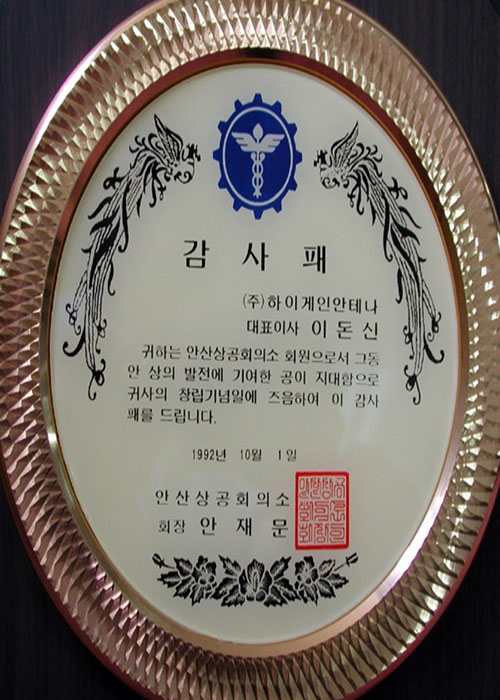 감사패
(주)하이게인안테나
대표이사 이돈신
귀하는 안산상공회의소 회원으로서 그동
안 상의 발전에 기여한 공이 지대함으로
귀사의 창립기념일에 즈음하여 이 감사
패를 드립니다.
1992년 10월 1일
안산상공회의소
회장 안재문